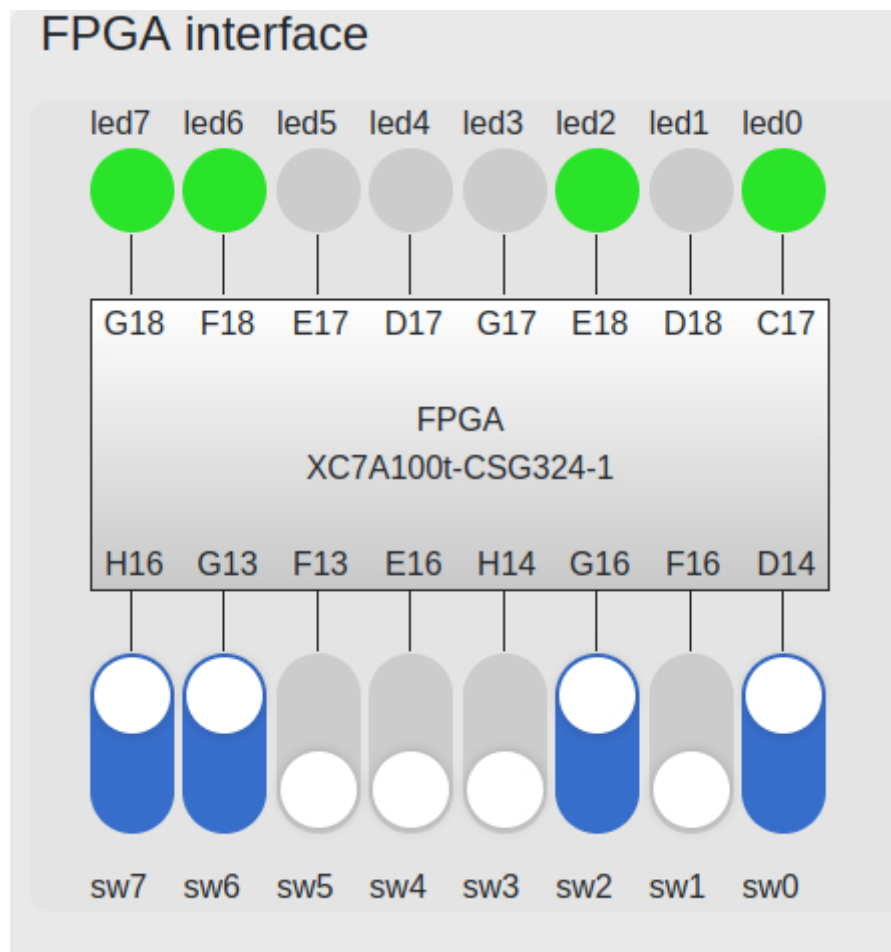 FPGA interface
led7 led6 led5 led4 led3 led2 led1 led0
G18 F18 E17 D17 G17 E18 D18 C17
FPGA
XC7A100t-CSG324-1
H16 G13 F13 E16 H14 G16 F16 D14
sw7 sw6 sw5 sw4 sw3 sw2 sw1 sw0